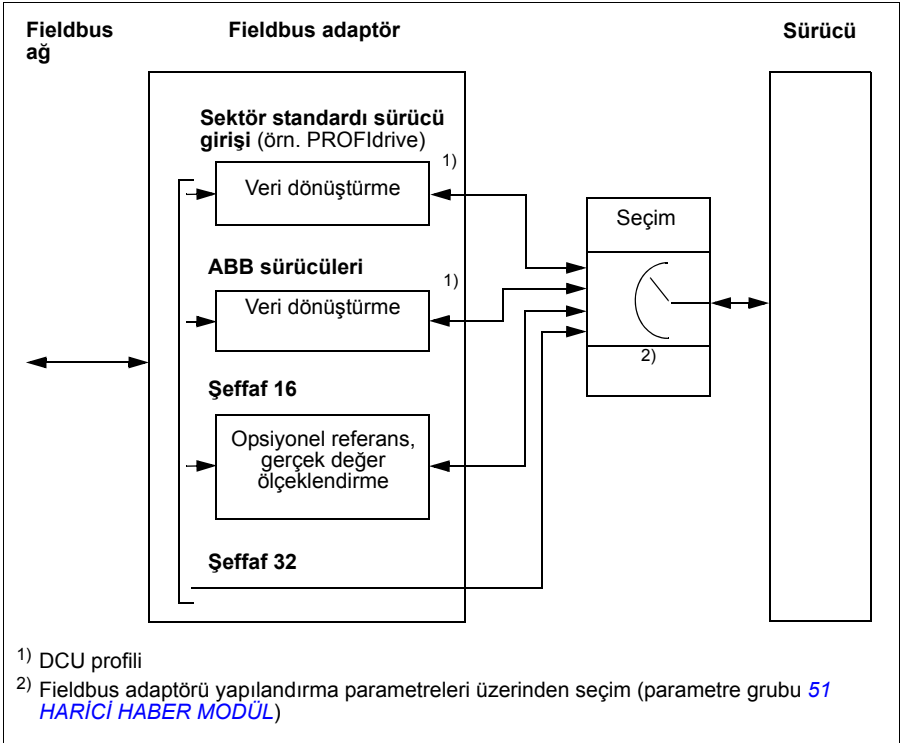 Fieldbus
ağ
Fieldbus adaptör
Sürücü
Sektör standardı sürücü
girişi (örn. PROFIdrive)
1)
Veri dönüştürme
Seçim
ABB sürücüleri
1)
Veri dönüştürme
2)
Şeffaf 16
Opsiyonel referans,
gerçek değer
ölçeklendirme
Şeffaf 32
1) DCU profili
2) Fieldbus adaptörü yapılandırma parametreleri üzerinden seçim (parametre grubu 51
HARİCİ HABER MODÜL)